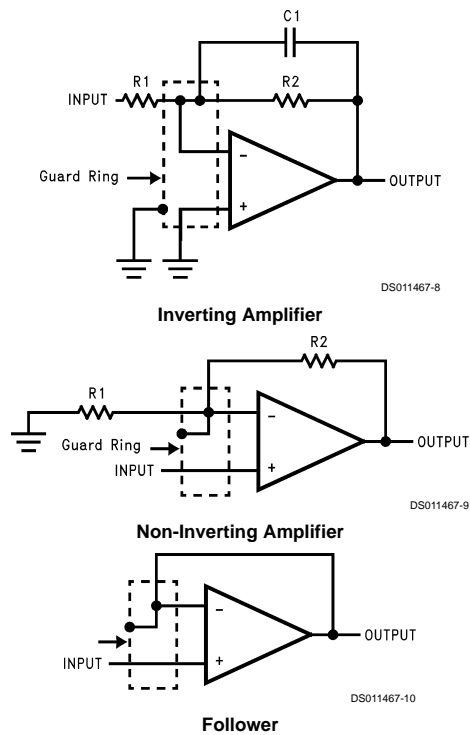 C1
R1
R2
INPUT
-
Guard Ring
OUTPUT
+
DS011467-8
Inverting Amplifier
R2
R1
-
OUTPUT
Guard Ring
INPUT
+
DS011467-9
Non-Inverting Amplifier
-
OUTPUT
INPUT
+
DS011467-10
Follower